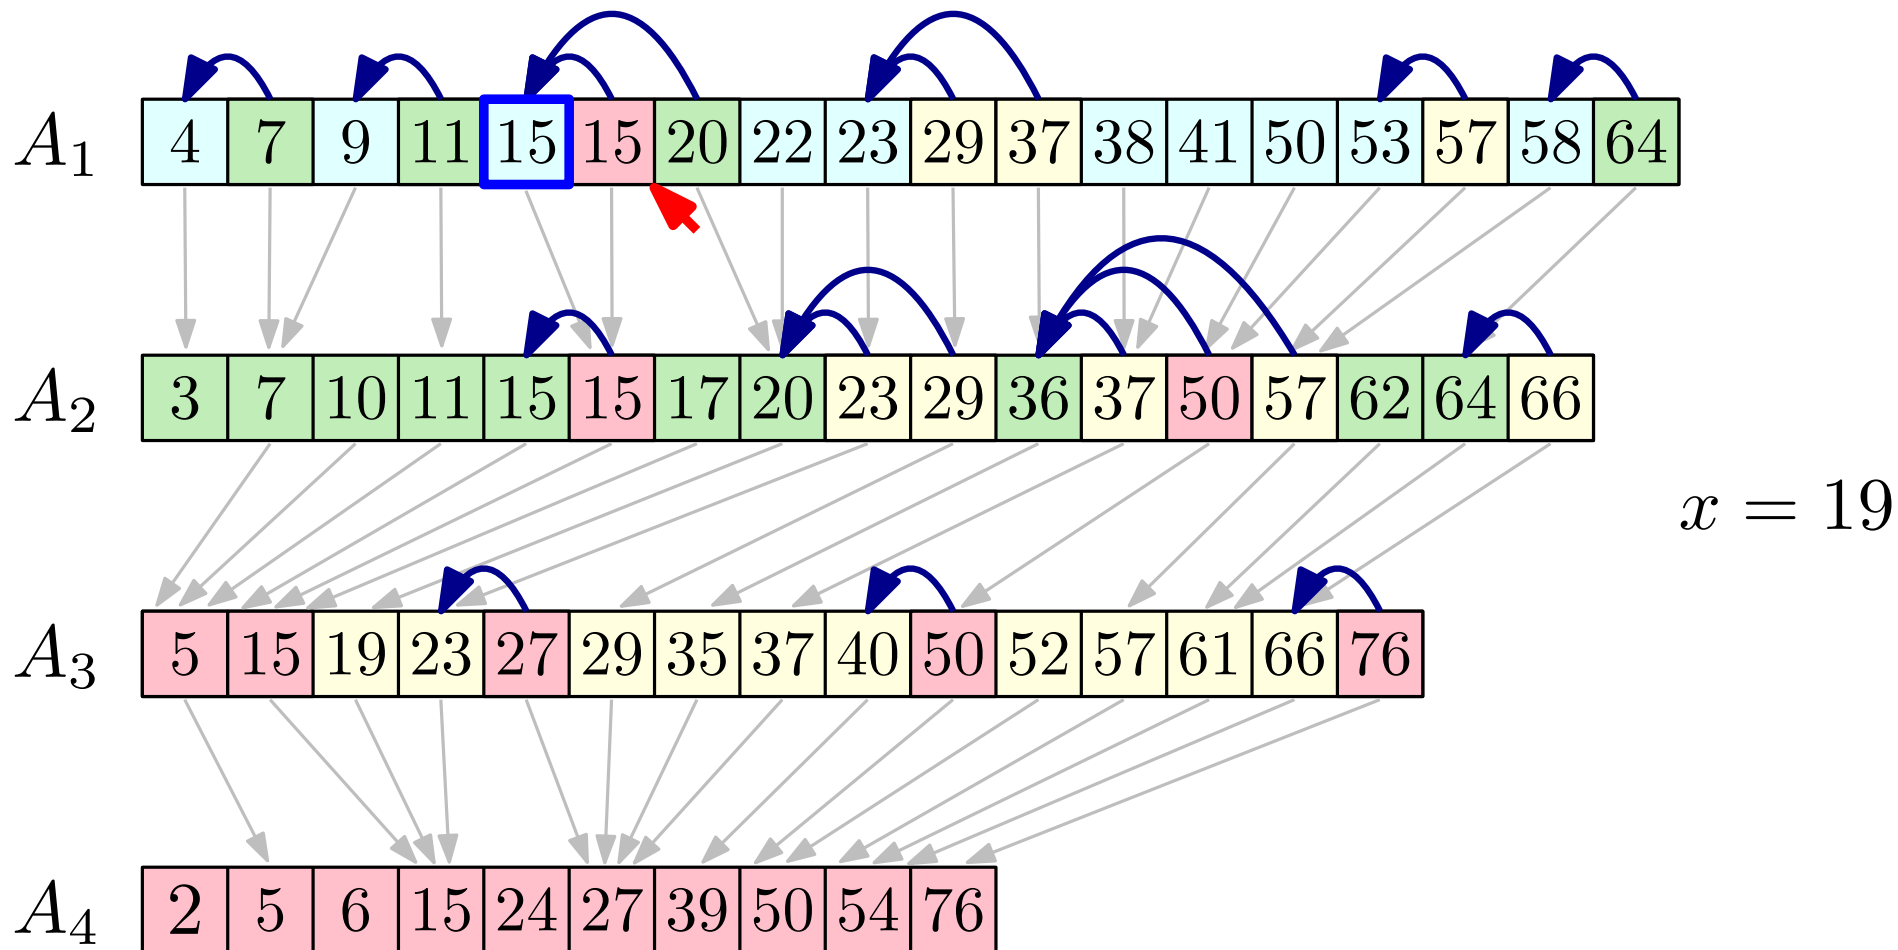 A₁ 4 7 9 11 15 15 20 22 23 29 37 38 41 50 53 57 58 64
A₂ 3 7 10 11 15 15 17 20 23 29 36 37 50 57 62 64 66
x = 19
A₃ 5 15 19 23 27 29 35 37 40 50 52 57 61 66 76
A₄ 2 5 6 15 24 27 39 50 54 76